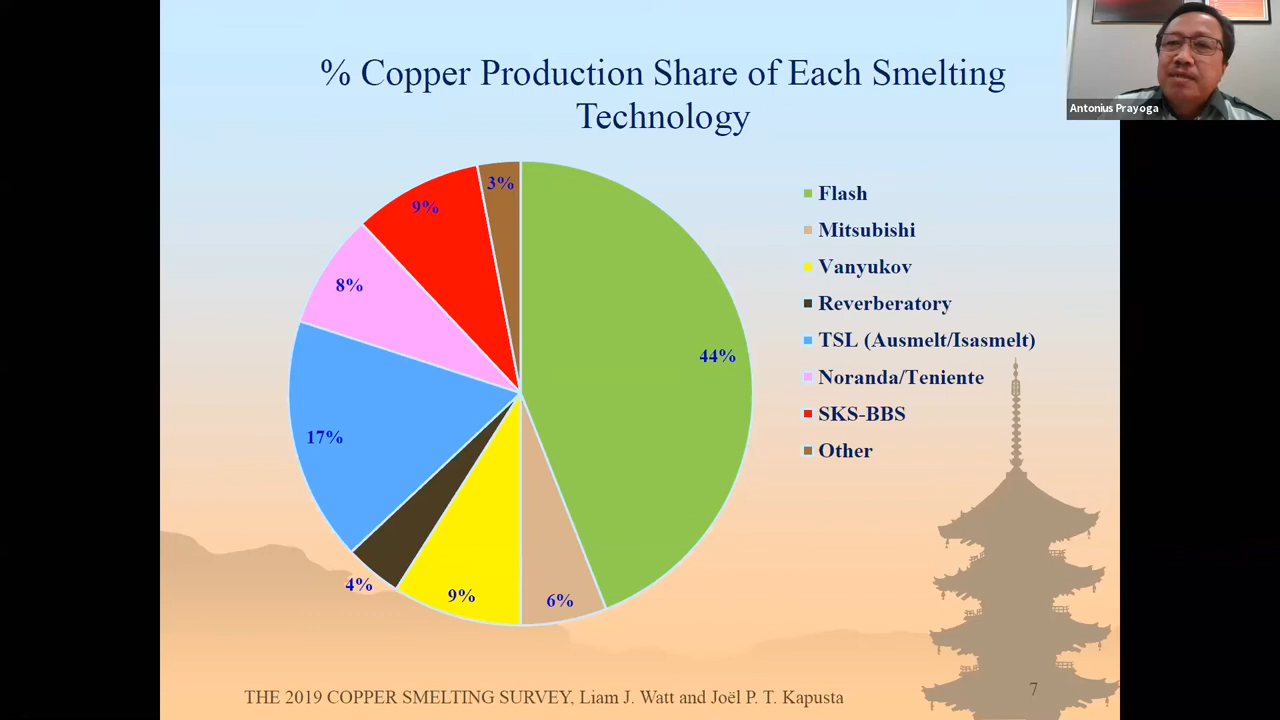 % Copper Production Share of Each Smelting
Technology
Antonius Prayoga
3%
9%
8%
44%
17%
4%
9%
6%
Flash
Mitsubishi
Vanyukov
Reverberatory
TSL (Ausmelt/Isasmelt)
Noranda/Teniente
SKS-BBS
Other
THE 2019 COPPER SMELTING SURVEY, Liam J. Watt and Joël P. T. Kapusta
7